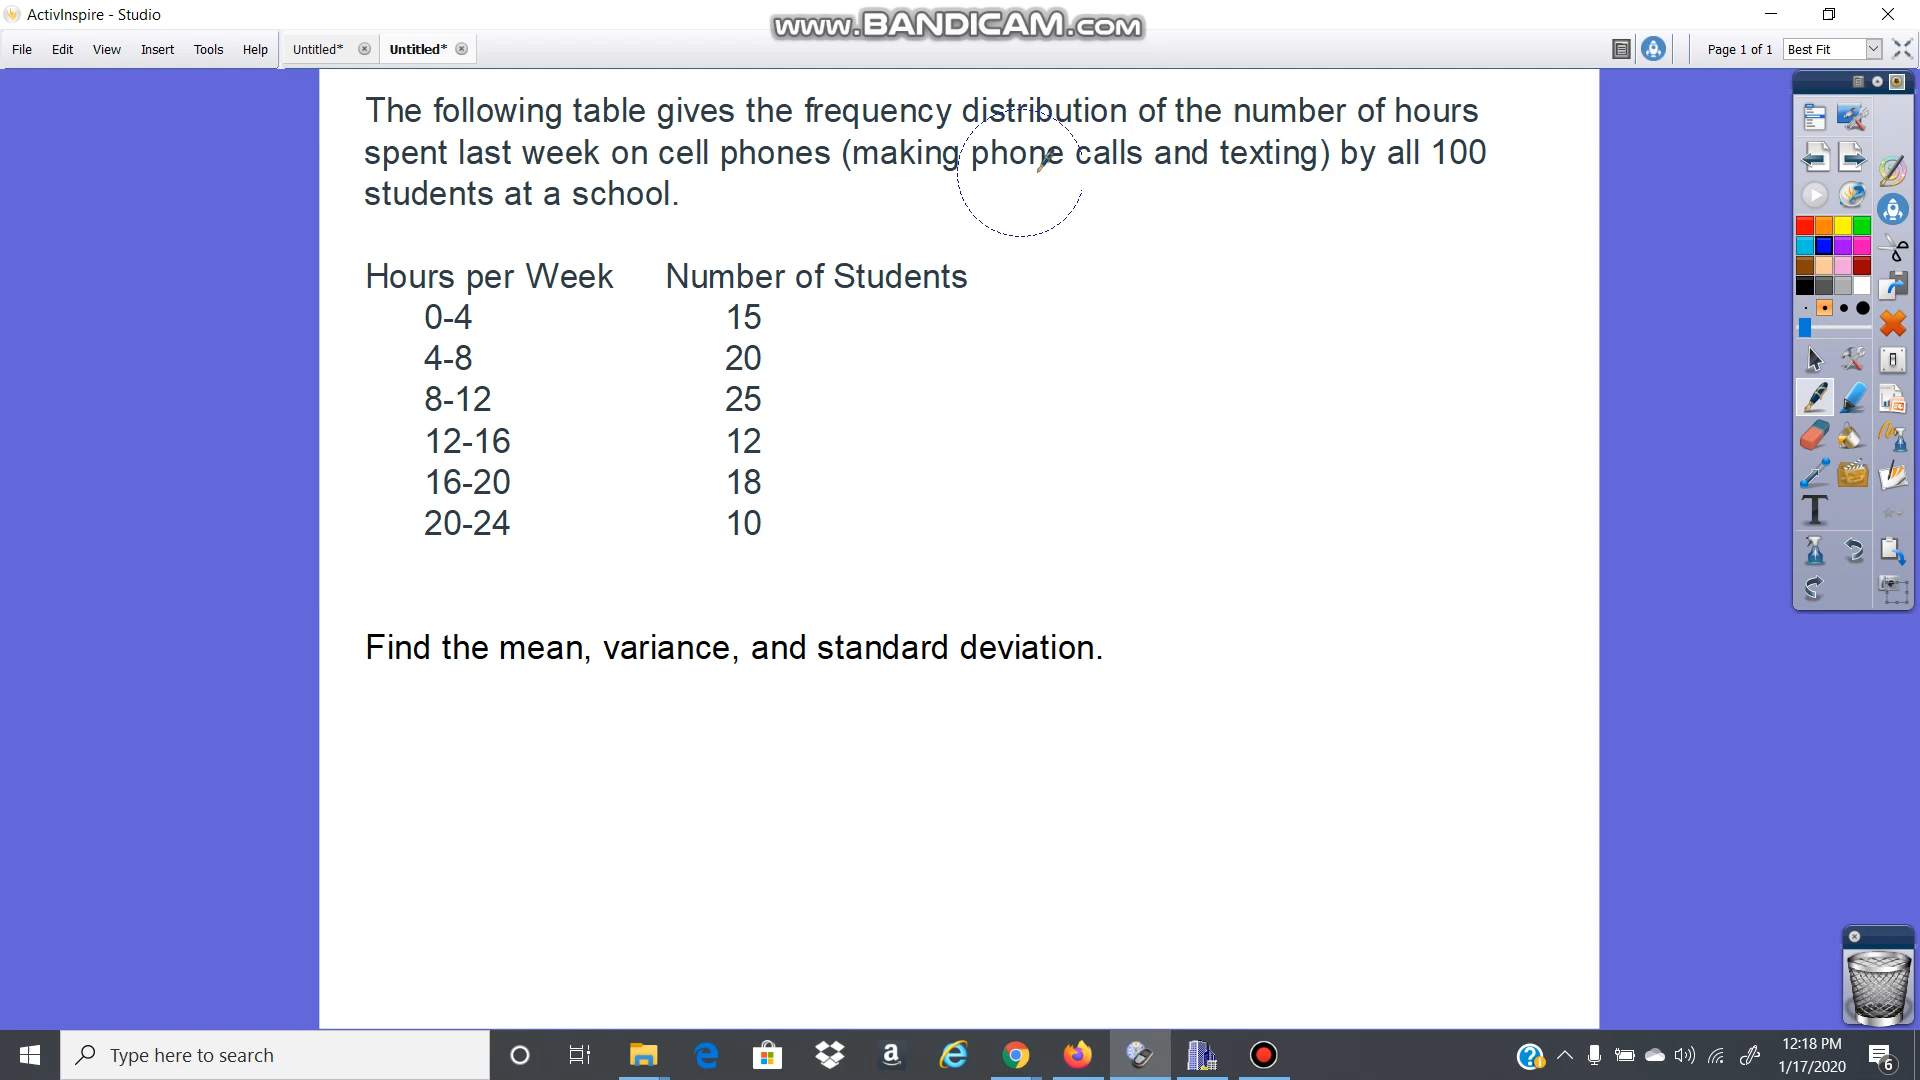 ActivInspire - Studio
www.BANDICAM.com
File Edit View Insert Tools Help Untitled* Untitled* Page 1 of 1 Best Fit
The following table gives the frequency distribution of the number of hours
spent last week on cell phones (making phone calls and texting) by all 100
students at a school.
Hours per Week Number of Students
0-4 15
4-8 20
8-12 25
12-16 12
16-20 18
20-24 10
Find the mean, variance, and standard deviation.
Type here to search
12:18 PM
1/17/2020
6